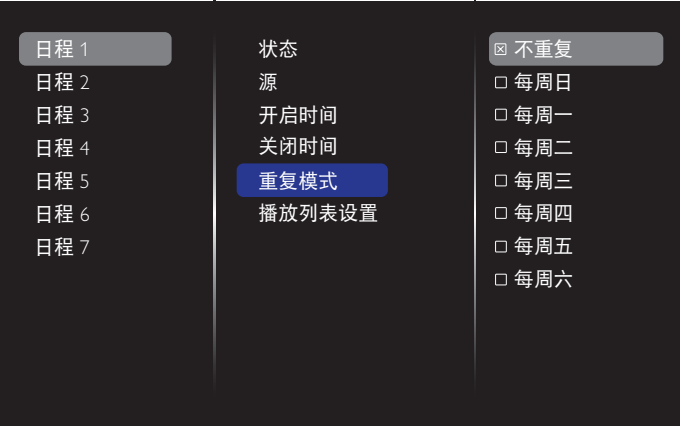 日程 1
日程 2
日程 3
日程 4
日程 5
日程 6
日程 7
状态
源
开启时间
关闭时间
重复模式
播放列表设置
不重复
每周日
每周一
每周二
每周三
每周四
每周五
每周六